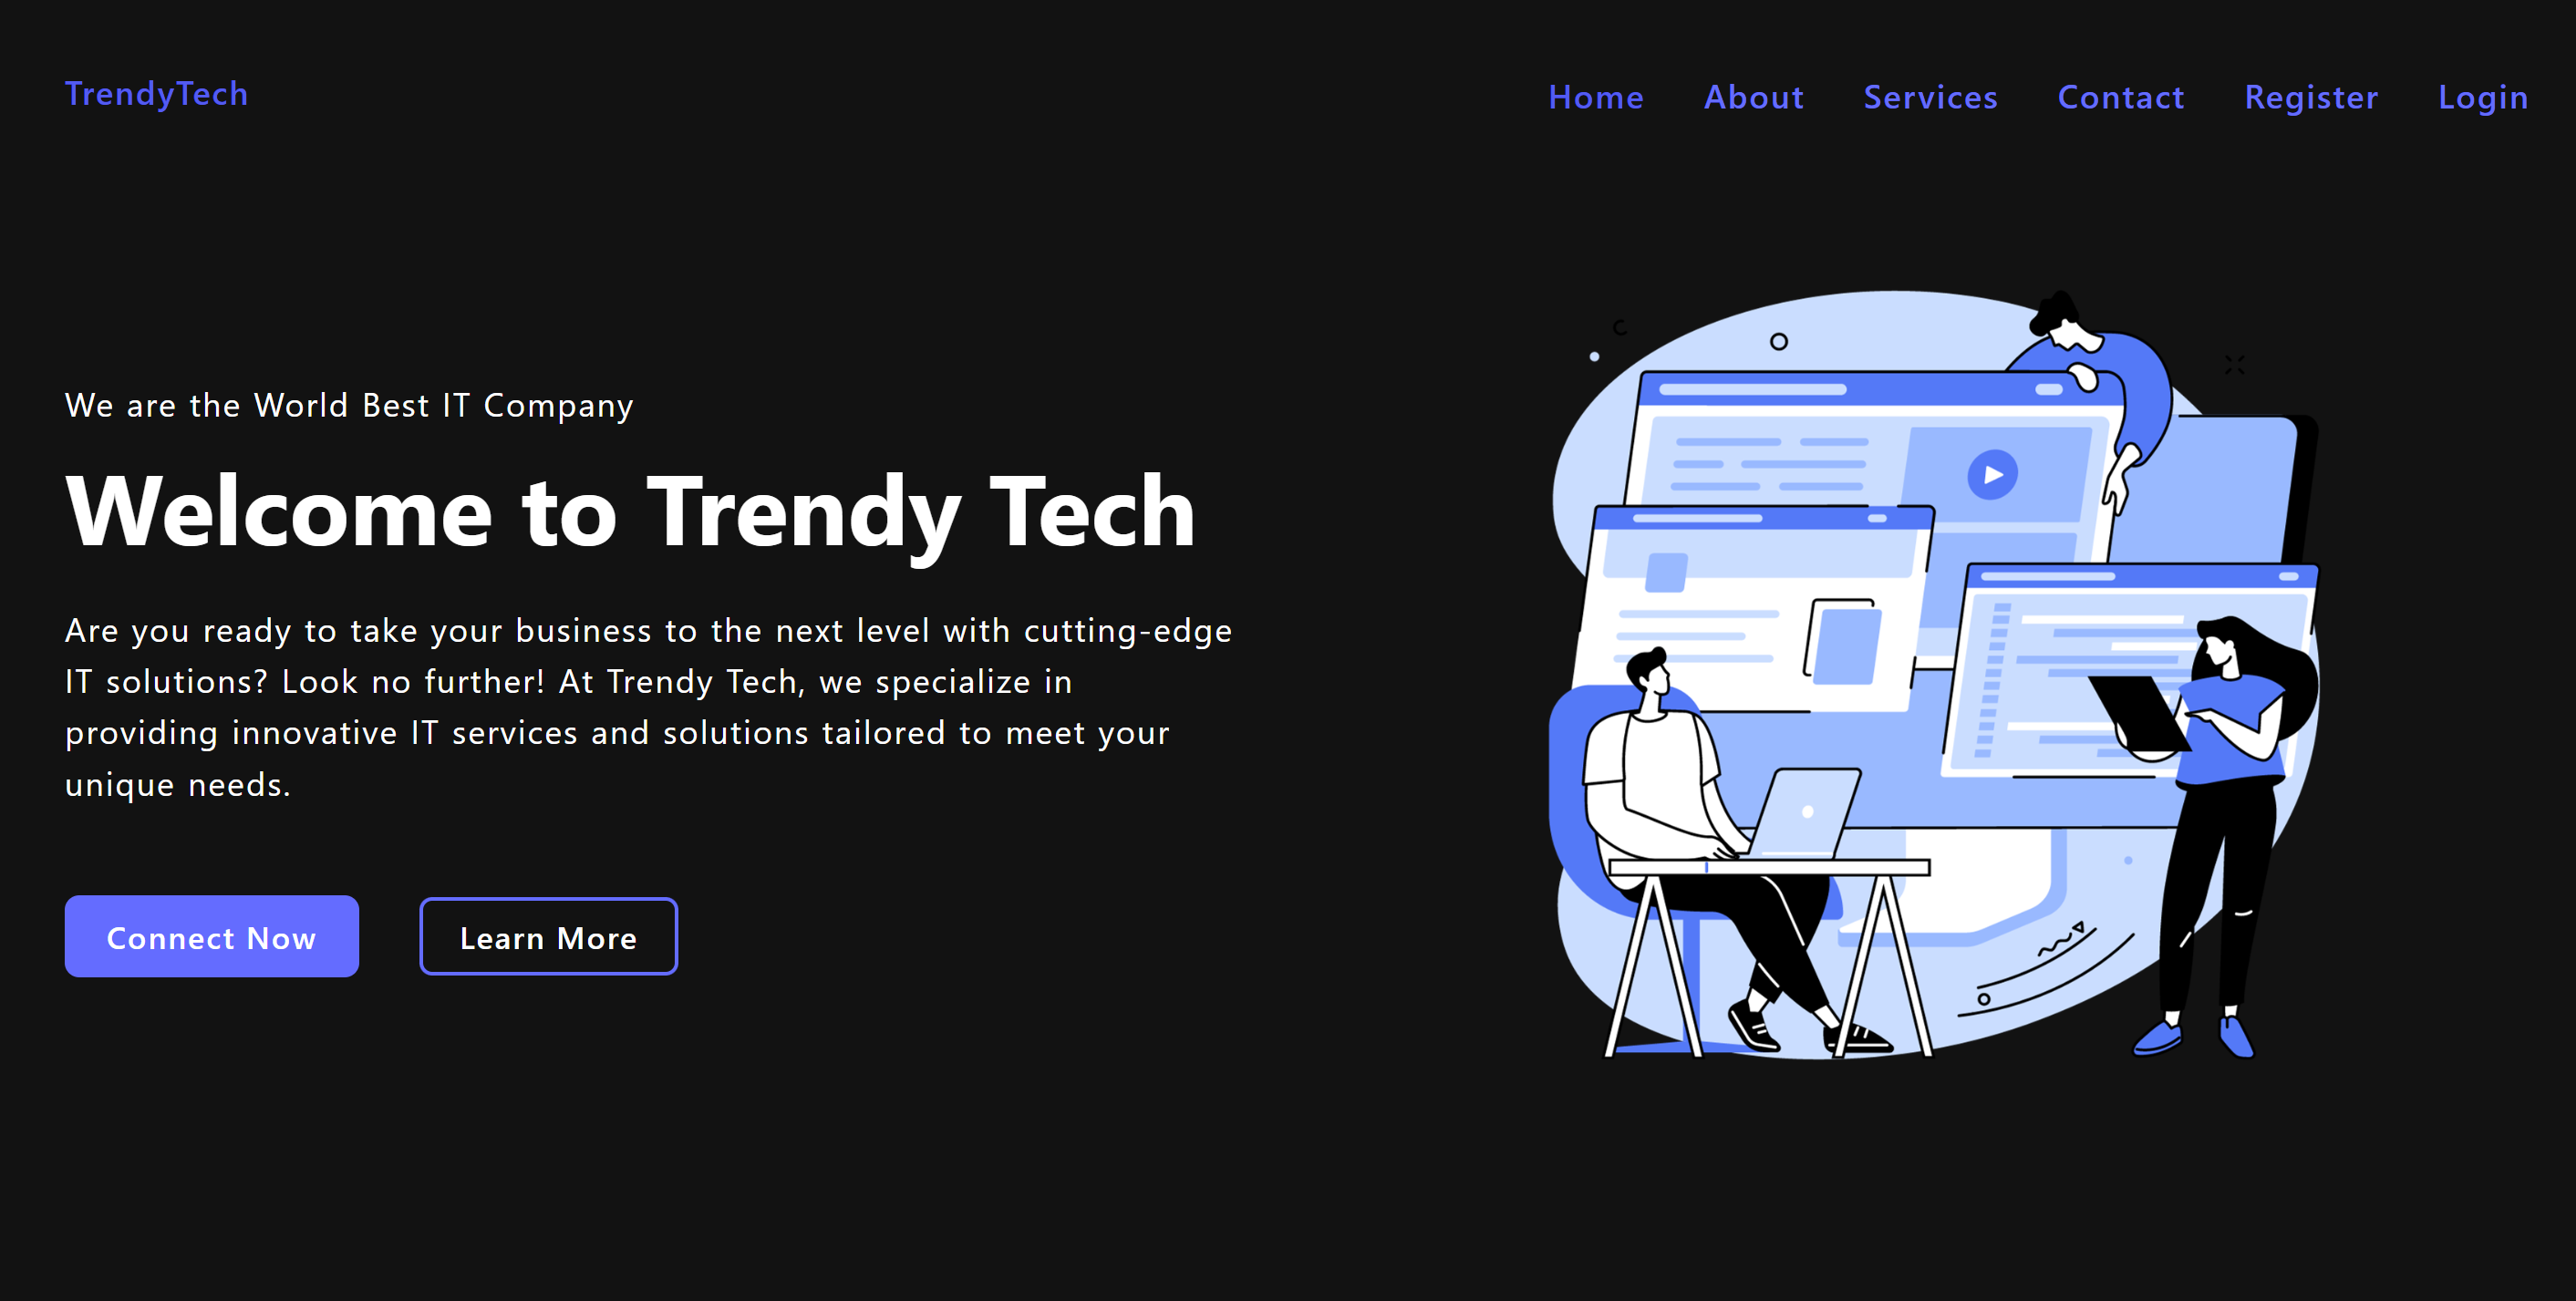 TrendyTech
Home About Services Contact Register Login
We are the World Best IT Company
Welcome to Trendy Tech
Are you ready to take your business to the next level with cutting-edge
IT solutions? Look no further! At Trendy Tech, we specialize in
providing innovative IT services and solutions tailored to meet your
unique needs.
Connect Now
Learn More